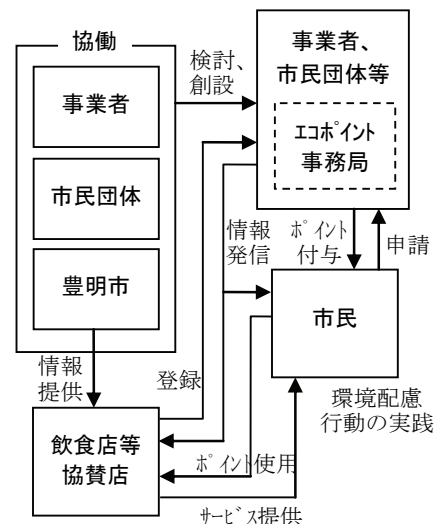 協働
事業者
市民団体
豊明市
検討、
創設
事業者、
市民団体等
エコポイント
事務局
情報
発信
ポイント
付与
申請
市民
情報
提供
登録
環境配慮
行動の実践
飲食店等
協賛店
ポイント使用
サービス提供